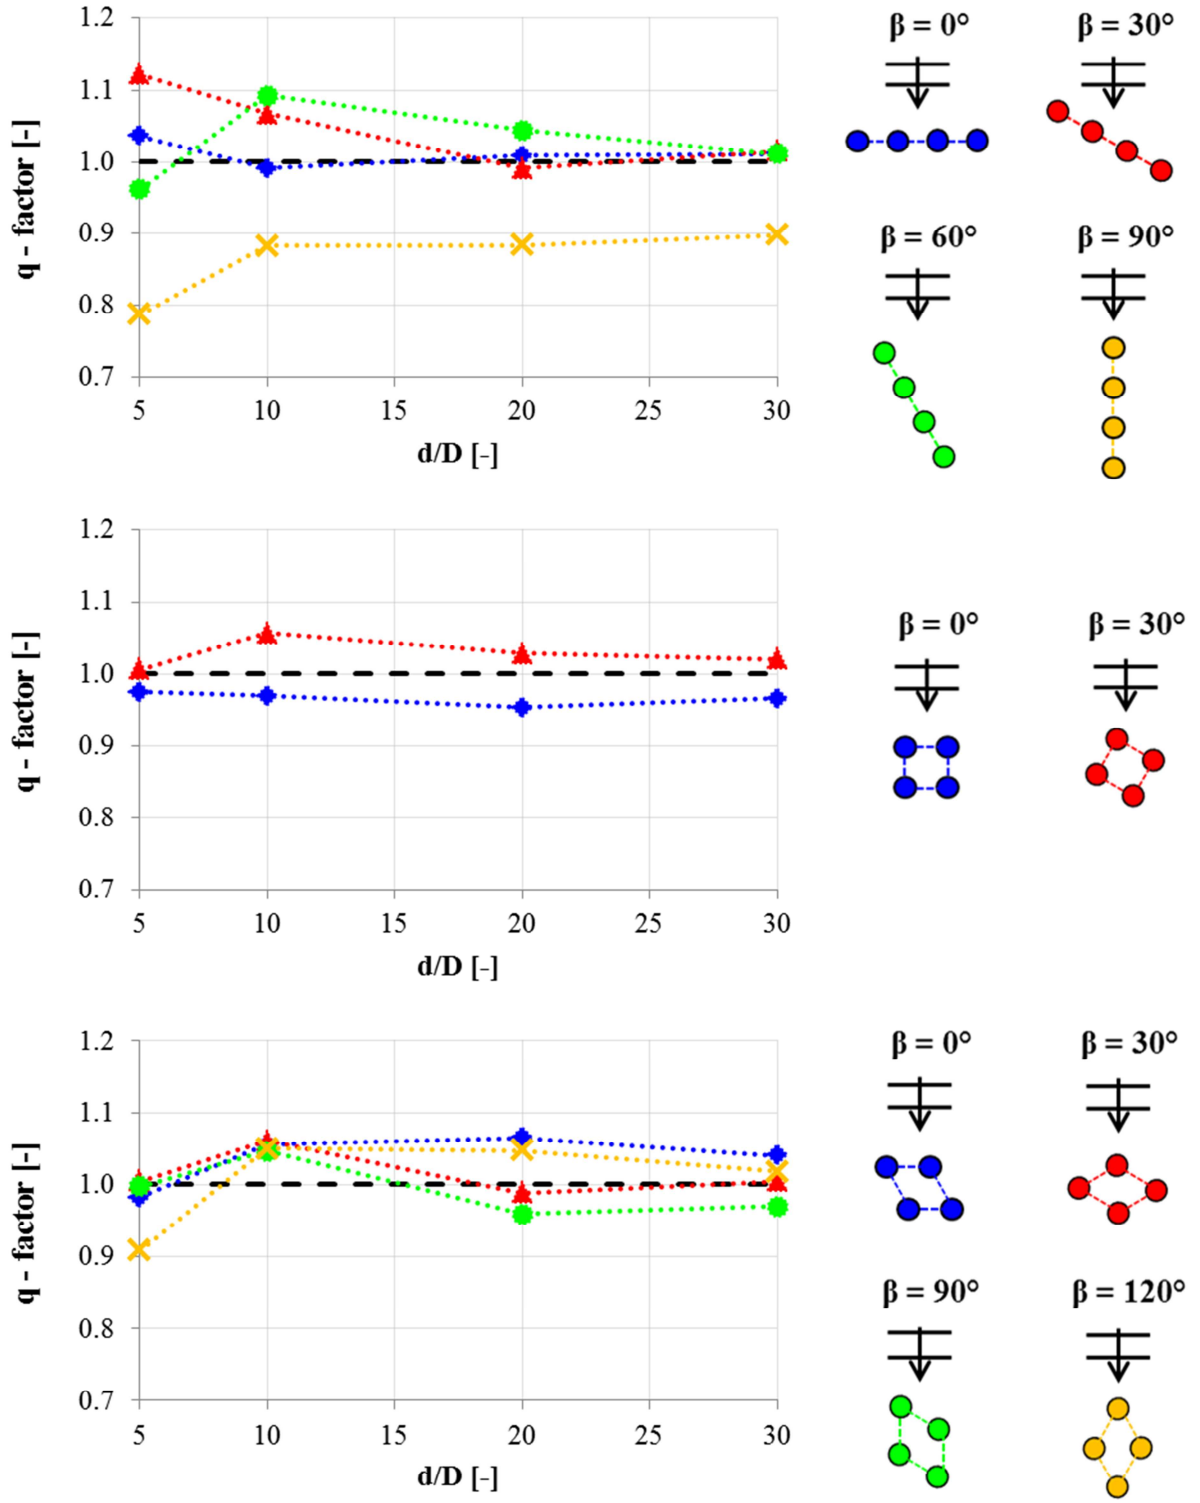 1.2
1.1
1.0
0.9
0.8
0.7
q - factor [-]
5 10 15 20 25 30
d/D [-]
β = 0° β = 30°
β = 60° β = 90°
1.2
1.1
1.0
0.9
0.8
0.7
q - factor [-]
5 10 15 20 25 30
d/D [-]
β = 0° β = 30°
1.2
1.1
1.0
0.9
0.8
0.7
q - factor [-]
5 10 15 20 25 30
d/D [-]
β = 0° β = 30°
β = 90° β = 120°